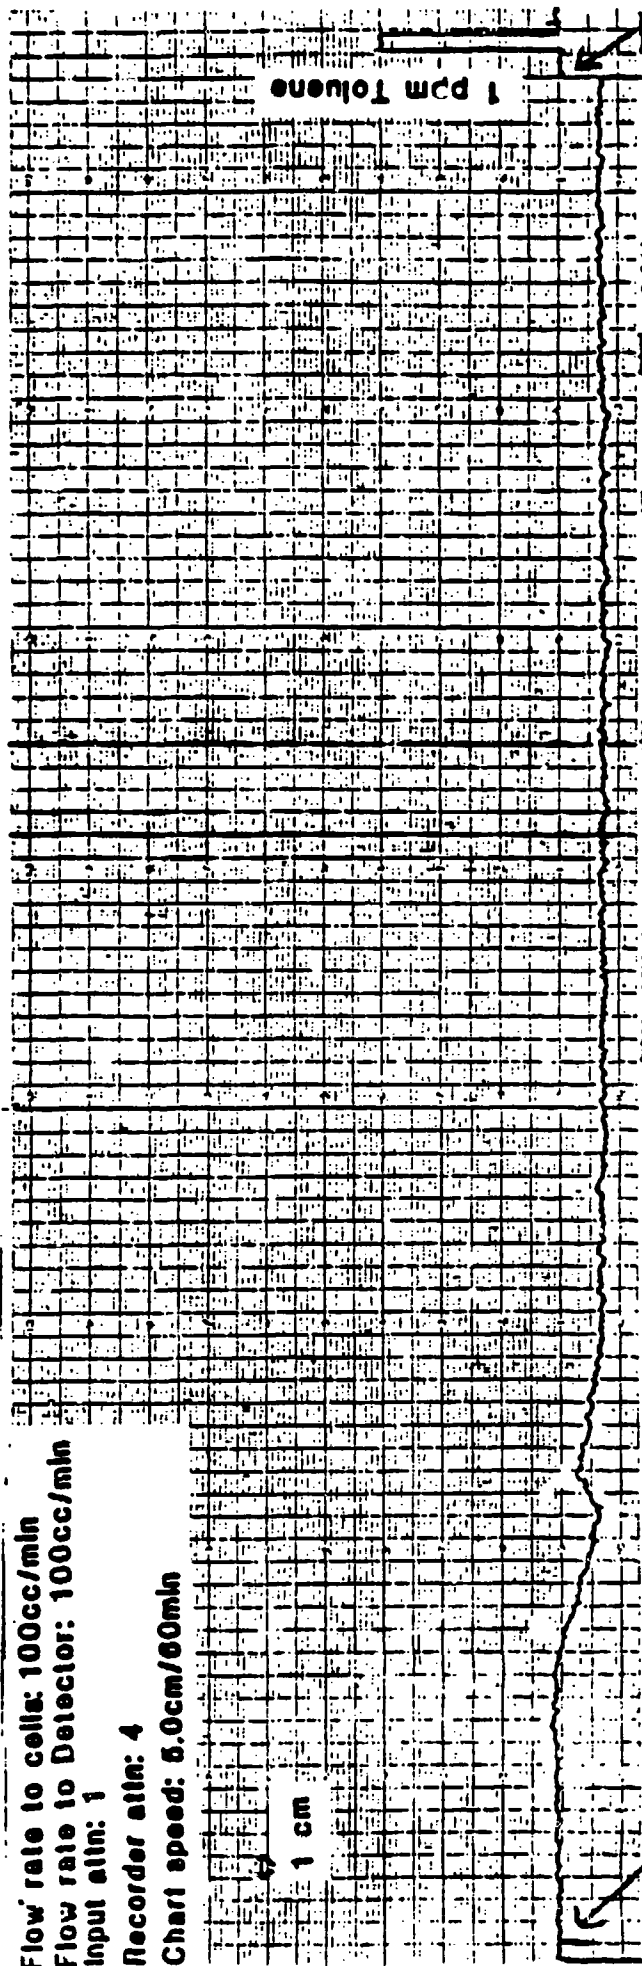 Flow rate to cells: 100cc/min
Flow rate to Detector: 100cc/min
Input attn: 1
Recorder attn: 4
Chart speed: 5.0cm/60min
1 cm
1 ppm Toluene